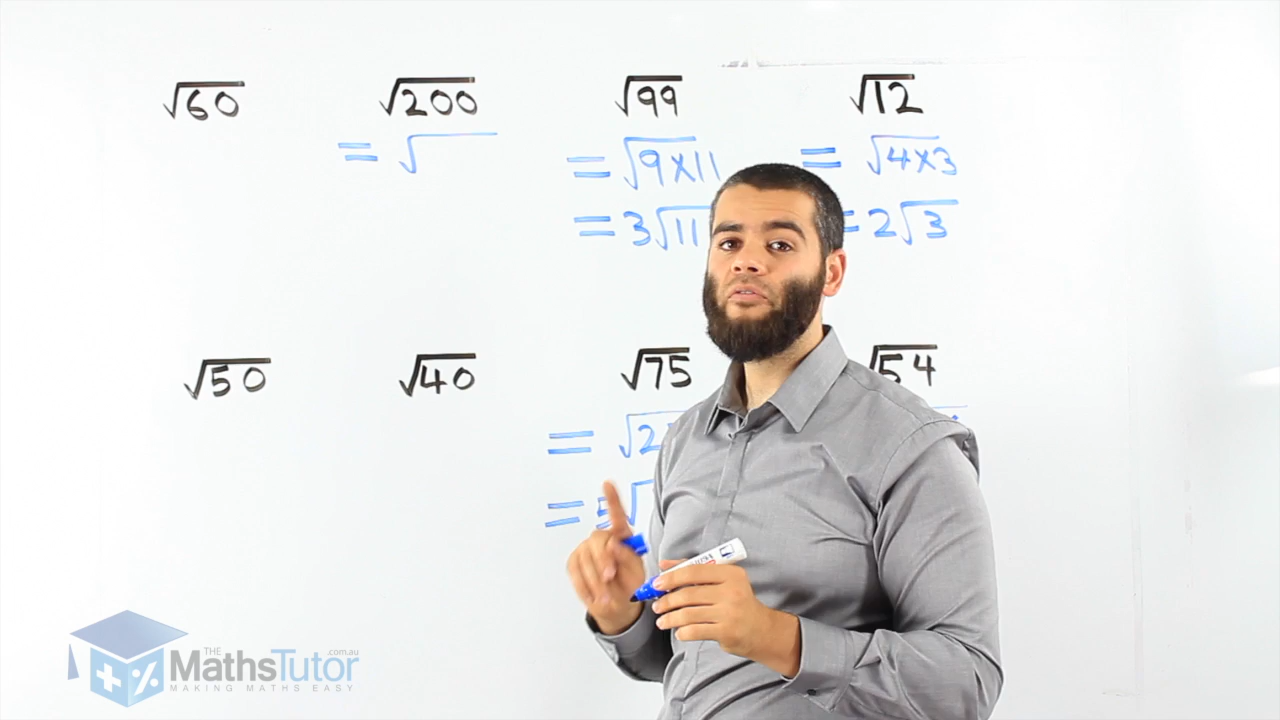 √60 √200 √99 √12
= √ = √9×11 = √4×3
= 3√11 = 2√3
√50 √40 √75 √54
= √2
= 5√
THE MathsTutor .com.au
MAKING MATHS EASY